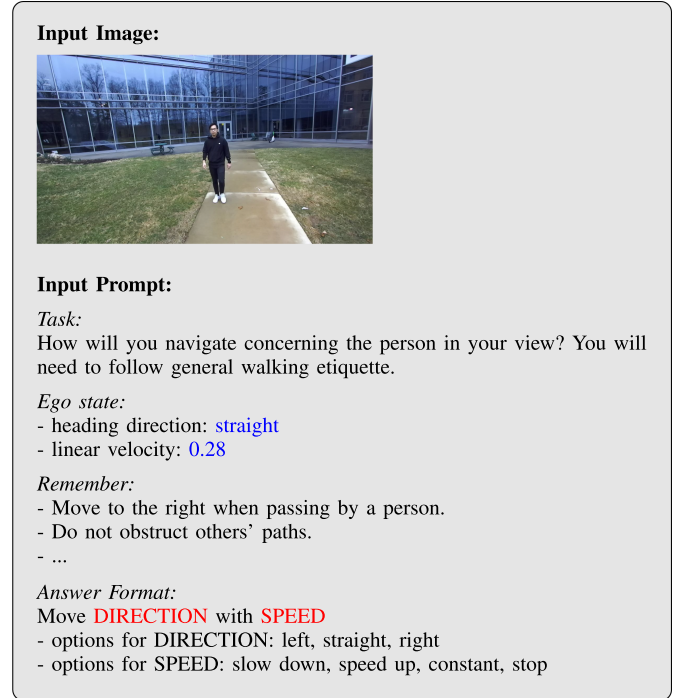 Input Image:
Input Prompt:
Task:
How will you navigate concerning the person in your view? You will
need to follow general walking etiquette.
Ego state:
- heading direction: straight
- linear velocity: 0.28
Remember:
- Move to the right when passing by a person.
- Do not obstruct others' paths.
- ...
Answer Format:
Move DIRECTION with SPEED
- options for DIRECTION: left, straight, right
- options for SPEED: slow down, speed up, constant, stop